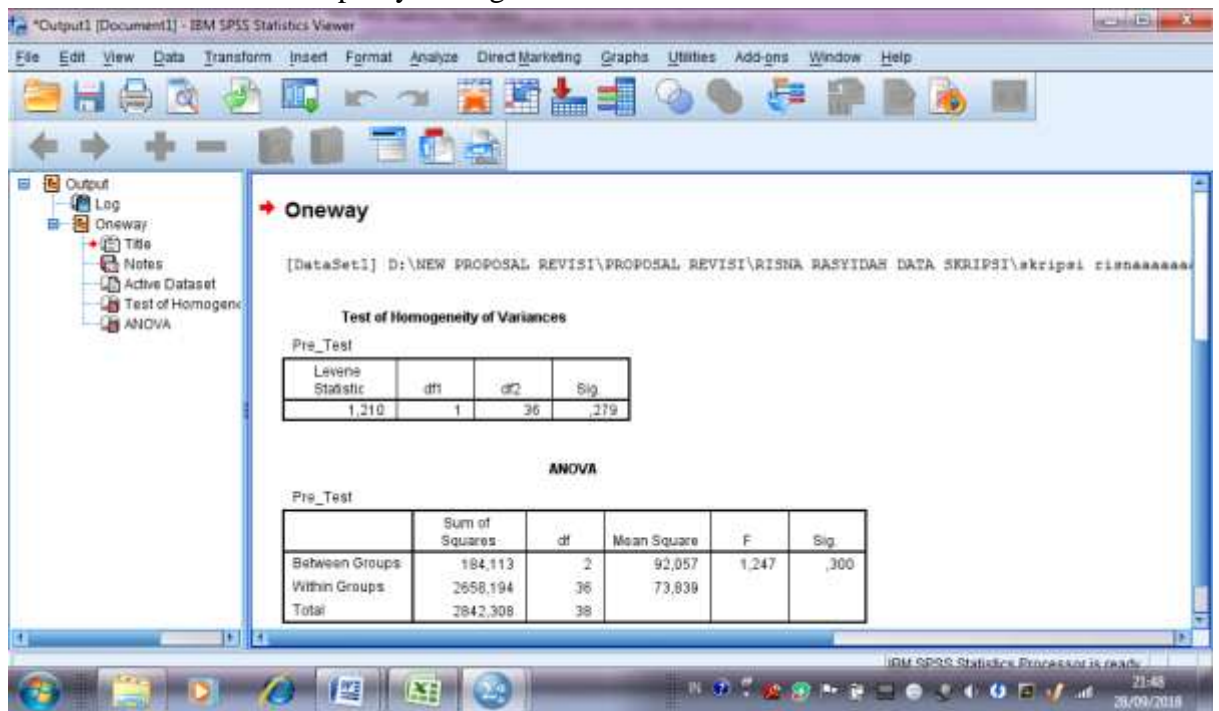 *Output1 [Document1] - IBM SPSS Statistics Viewer
File Edit View Data Transform Insert Format Analyze Direct Marketing Graphs Utilities Add-ons Window Help
Output
Log
Oneway
Title
Notes
Active Dataset
Test of Homogene
ANOVA
Oneway
[DataSet1] D:\NEW PROPOSAL REVISI\PROPOSAL REVISI\RISNA RASYIDAH DATA SKRIPSI\skripsi
Test of Homogeneity of Variances
Pre_Test
Levene Statistic df1 df2 Sig.
1,210 1 36 ,279
ANOVA
Pre_Test
Sum of Squares df Mean Square F Sig.
Between Groups 184,113 2 92,057 1,247 ,300
Within Groups 2658,194 36 73,839
Total 2842,308 38
IBM SPSS Statistics Processor is ready
IN
21:48
28/09/2018